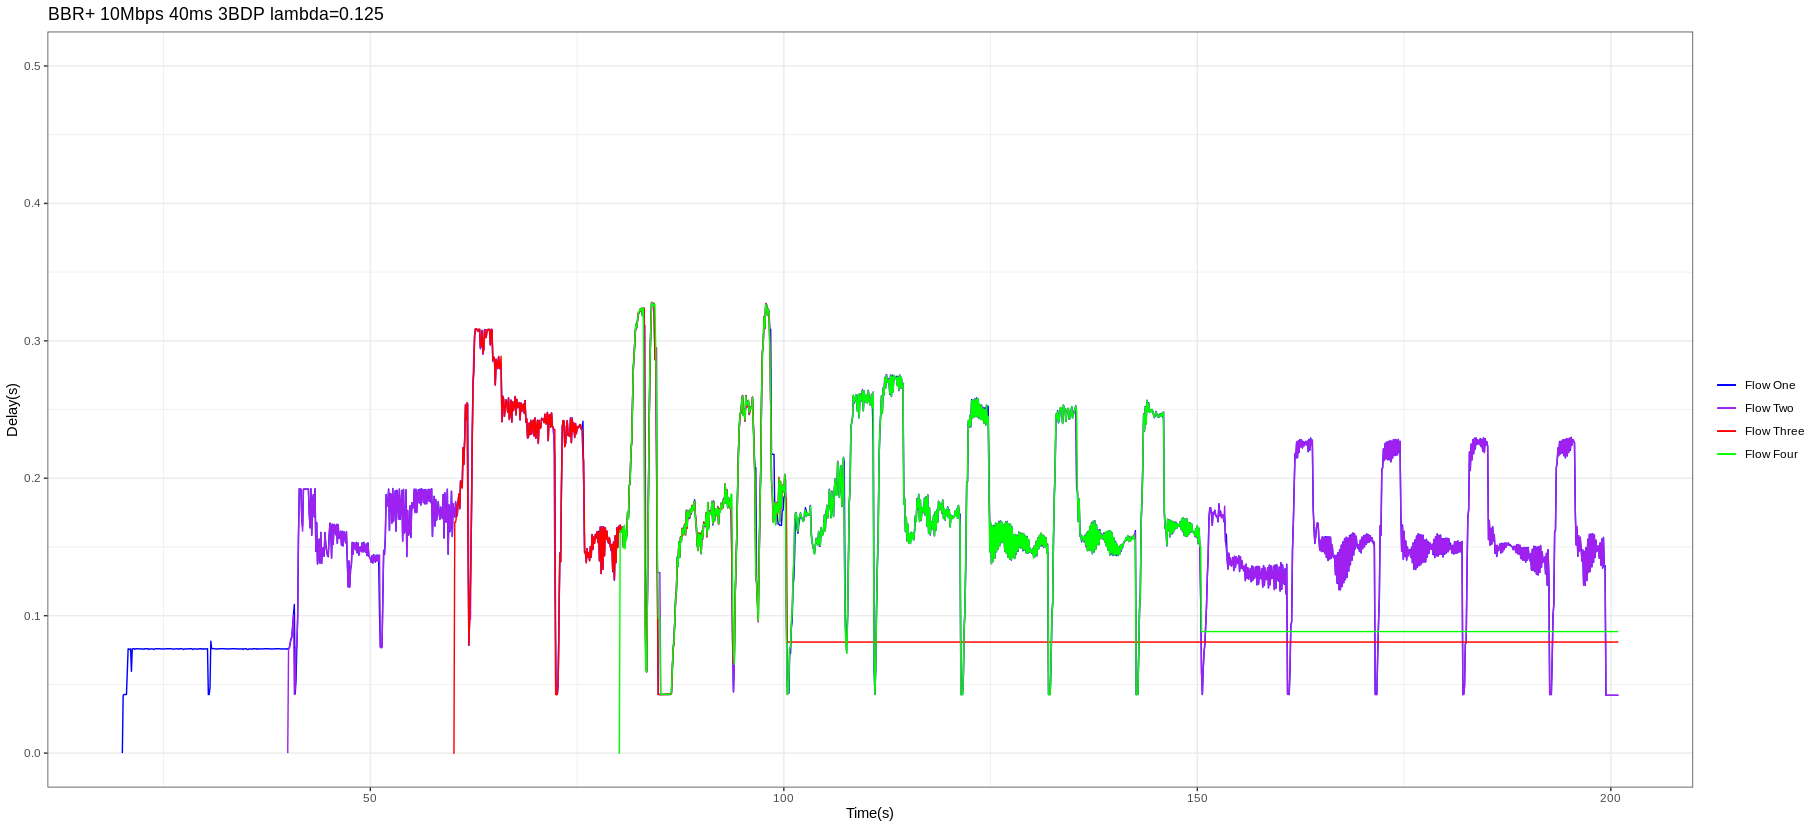 BBR+ 10Mbps 40ms 3BDP lambda=0.125
0.5
0.4
0.3
0.2
0.1
0.0
Delay(s)
50
100
150
200
Time(s)
Flow One
Flow Two
Flow Three
Flow Four